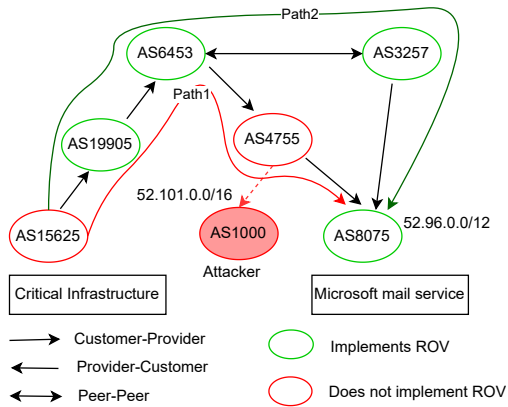 Path2
AS6453
AS3257
Path1
AS19905
AS4755
52.101.0.0/16
52.96.0.0/12
AS15625
AS1000
AS8075
Attacker
Critical Infrastructure
Microsoft mail service
Customer-Provider
Provider-Customer
Peer-Peer
Implements ROV
Does not implement ROV